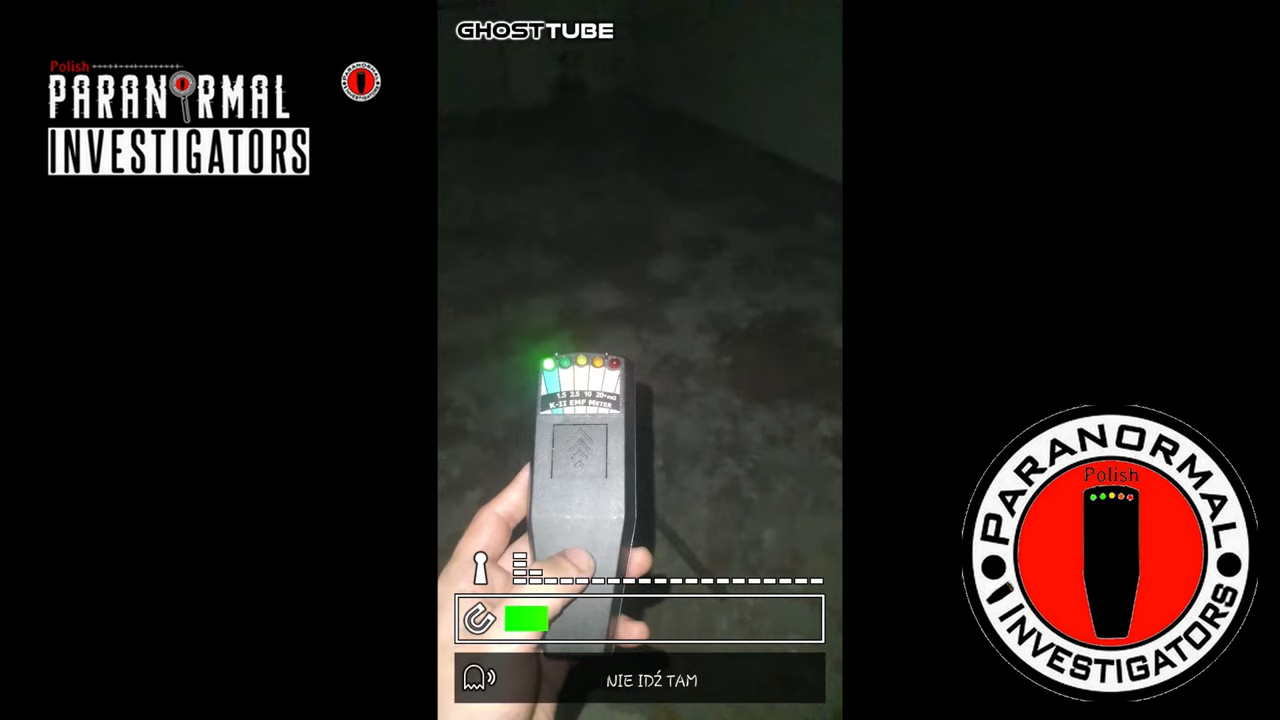 GHOSTTUBE
Polish
PARANORMAL
INVESTIGATORS
1.5 2.5 10 20+mG
K-II EMF METER
NIE IDŹ TAM
PARANORMAL
Polish
INVESTIGATORS